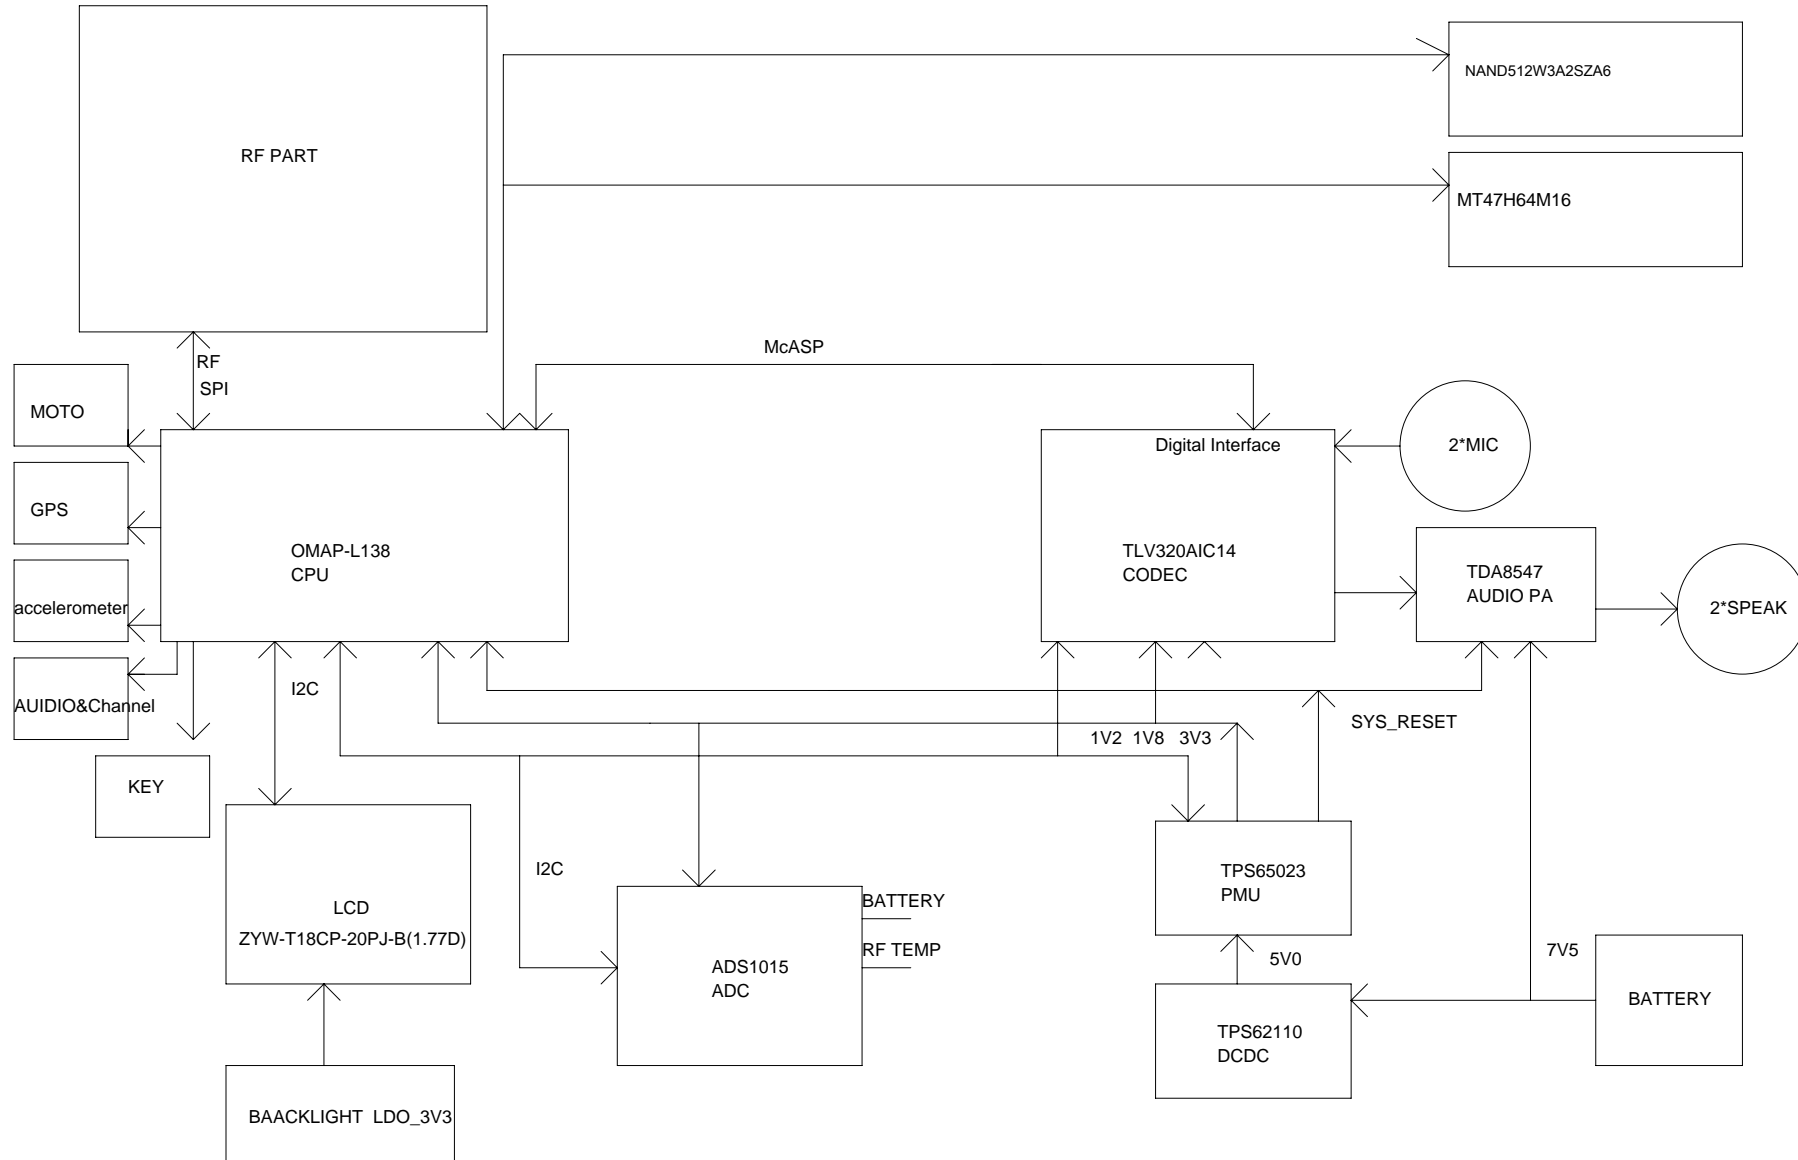 NAND512W3A2SZA6
RF PART
MT47H64M16
McASP
RF
SPI
MOTO
Digital Interface
2*MIC
GPS
OMAP-L138
CPU
TLV320AIC14
CODEC
TDA8547
AUDIO PA
2*SPEAK
accelerometer
AUIDIO&Channel
I2C
SYS_RESET
1V2 1V8 3V3
KEY
I2C
TPS65023
PMU
BATTERY
LCD
ZYW-T18CP-20PJ-B(1.77D)
RF TEMP
ADS1015
ADC
5V0
7V5
BATTERY
TPS62110
DCDC
BAACKLIGHT LDO_3V3